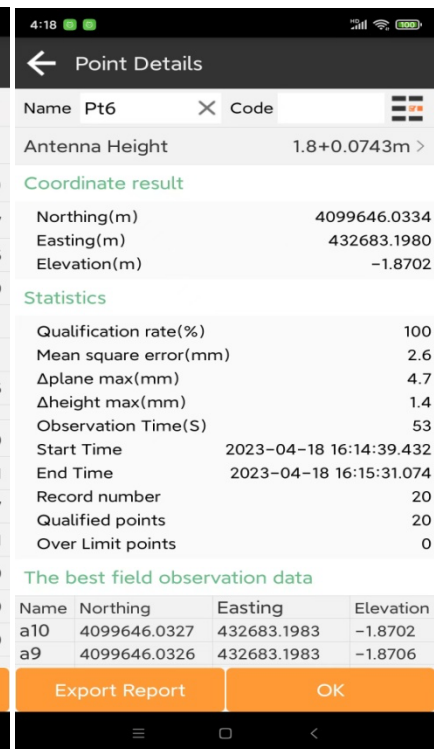 4:18 HD 100
Point Details
Name Pt6 Code
Antenna Height 1.8+0.0743m >
Coordinate result
Northing(m) 4099646.0334
Easting(m) 432683.1980
Elevation(m) -1.8702
Statistics
Qualification rate(%) 100
Mean square error(mm) 2.6
Δplane max(mm) 4.7
Δheight max(mm) 1.4
Observation Time(S) 53
Start Time 2023-04-18 16:14:39.432
End Time 2023-04-18 16:15:31.074
Record number 20
Qualified points 20
Over Limit points 0
The best field observation data
Name Northing Easting Elevation
a10 4099646.0327 432683.1983 -1.8702
a9 4099646.0326 432683.1983 -1.8706
Export Report OK